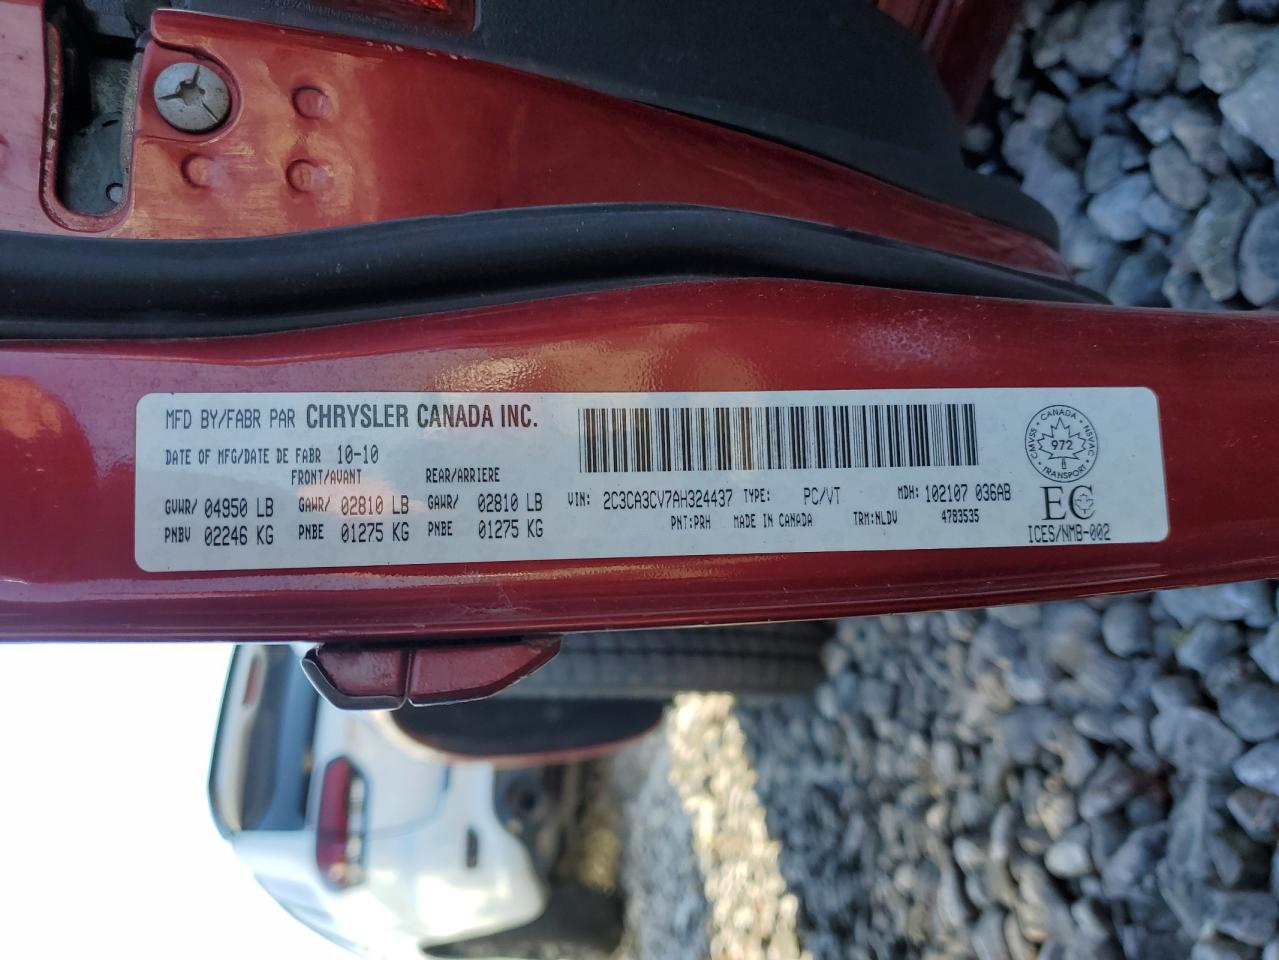 MFD BY/FABR PAR CHRYSLER CANADA INC.
DATE OF MFG/DATE DE FABR 10-10
FRONT/AVANT REAR/ARRIERE
GVWR/ 04950 LB GAWR/ 02810 LB GAWR/ 02810 LB
PNBV 02246 KG PNBE 01275 KG PNBE 01275 KG
VIN: 2C3CA3CV7AH324437 TYPE: PC/VT MDH: 102107 036AB
PNT:PRH MADE IN CANADA TRM:NLDV 4783535
CANADA
CMVSS NSVAC
972
TRANSPORT
EC
ICES/NMB-002